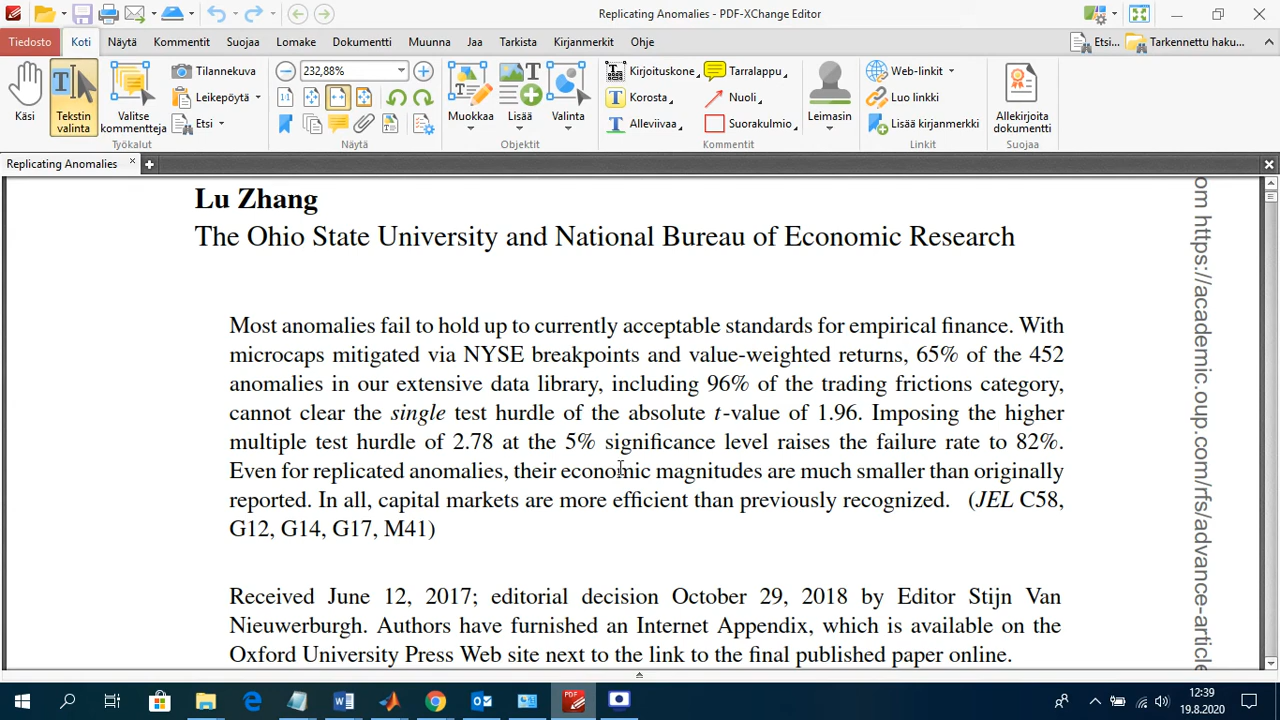 Replicating Anomalies - PDF-XChange Editor
Tiedosto Koti Näytä Kommentit Suojaa Lomake Dokumentti Muunna Jaa Tarkista Kirjanmerkit Ohje Etsi... Tarkennettu haku...
Käsi
Tekstin valinta
Valitse kommentteja
Työkalut
Tilannekuva
Leikepöytä
Etsi
232,88%
Näytä
Muokkaa
Lisää
Valinta
Objektit
Kirjoituskone
Korosta
Alleviivaa
Tarralappu
Nuoli
Suorakulmio
Kommentit
Leimasin
Web-linkit
Luo linkki
Lisää kirjanmerkki
Linkit
Allekirjoita dokumentti
Suojaa
Replicating Anomalies
Lu Zhang
The Ohio State University and National Bureau of Economic Research
Most anomalies fail to hold up to currently acceptable standards for empirical finance. With
microcaps mitigated via NYSE breakpoints and value-weighted returns, 65% of the 452
anomalies in our extensive data library, including 96% of the trading frictions category,
cannot clear the single test hurdle of the absolute t-value of 1.96. Imposing the higher
multiple test hurdle of 2.78 at the 5% significance level raises the failure rate to 82%.
Even for replicated anomalies, their economic magnitudes are much smaller than originally
reported. In all, capital markets are more efficient than previously recognized. (JEL C58,
G12, G14, G17, M41)
Received June 12, 2017; editorial decision October 29, 2018 by Editor Stijn Van
Nieuwerburgh. Authors have furnished an Internet Appendix, which is available on the
Oxford University Press Web site next to the link to the final published paper online.
om https://academic.oup.com/rfs/advance-article
12:39
19.8.2020